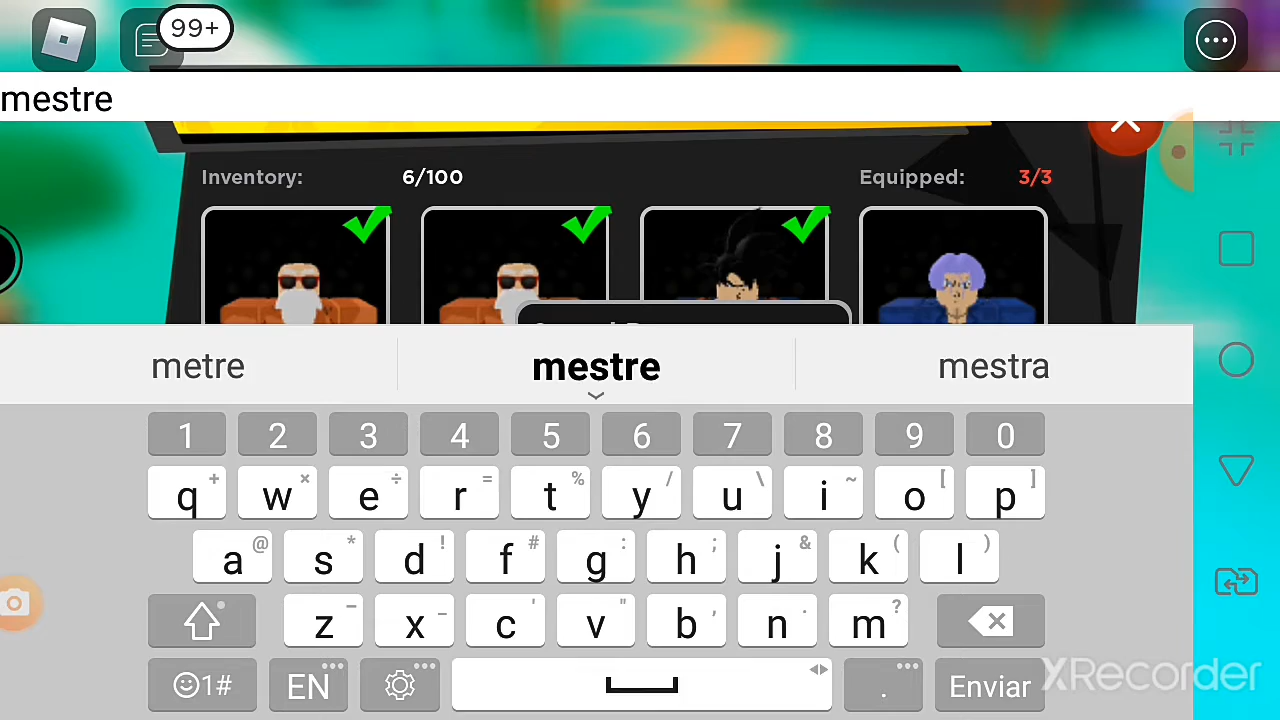 99+
mestre
Inventory: 6/100 Equipped: 3/3
metre mestre mestra
1 2 3 4 5 6 7 8 9 0
q + w × e ÷ r = t % y / u \ i ~ o [ p ]
a @ s * d ! f # g : h ; j & k ( l )
z – x _ c ' v " b , n . m ?
1# EN ... ... . ... Enviar
XRecorder